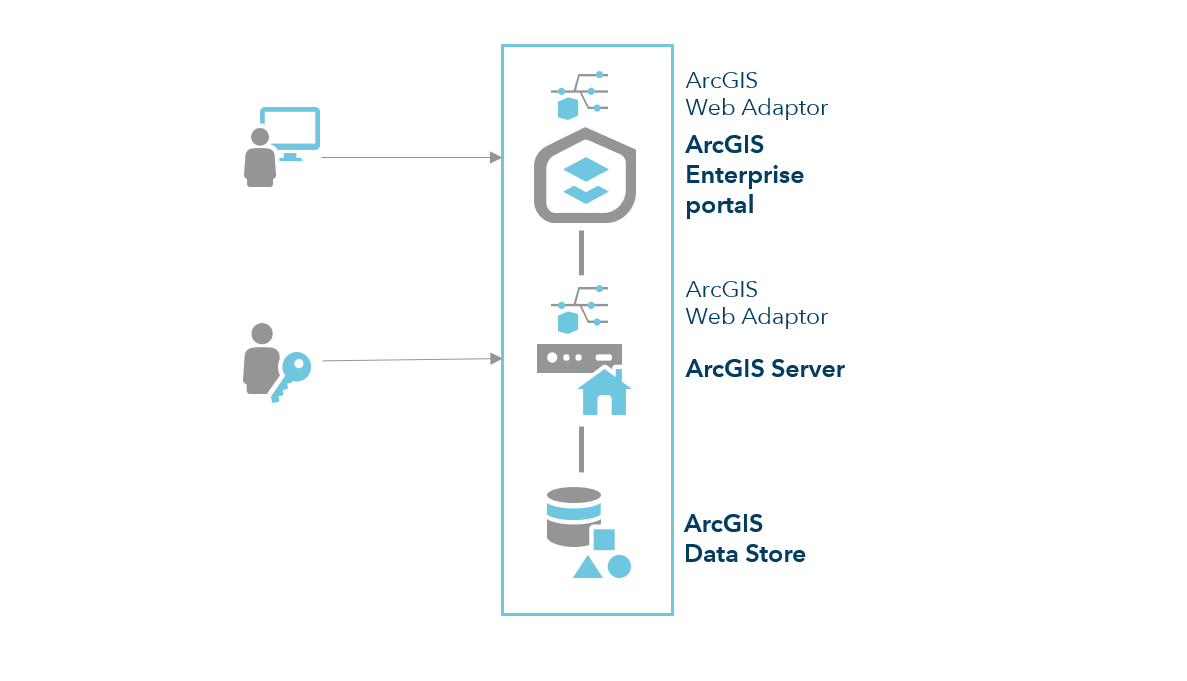 ArcGIS
Web Adaptor
ArcGIS
Enterprise
portal
ArcGIS
Web Adaptor
ArcGIS Server
ArcGIS
Data Store